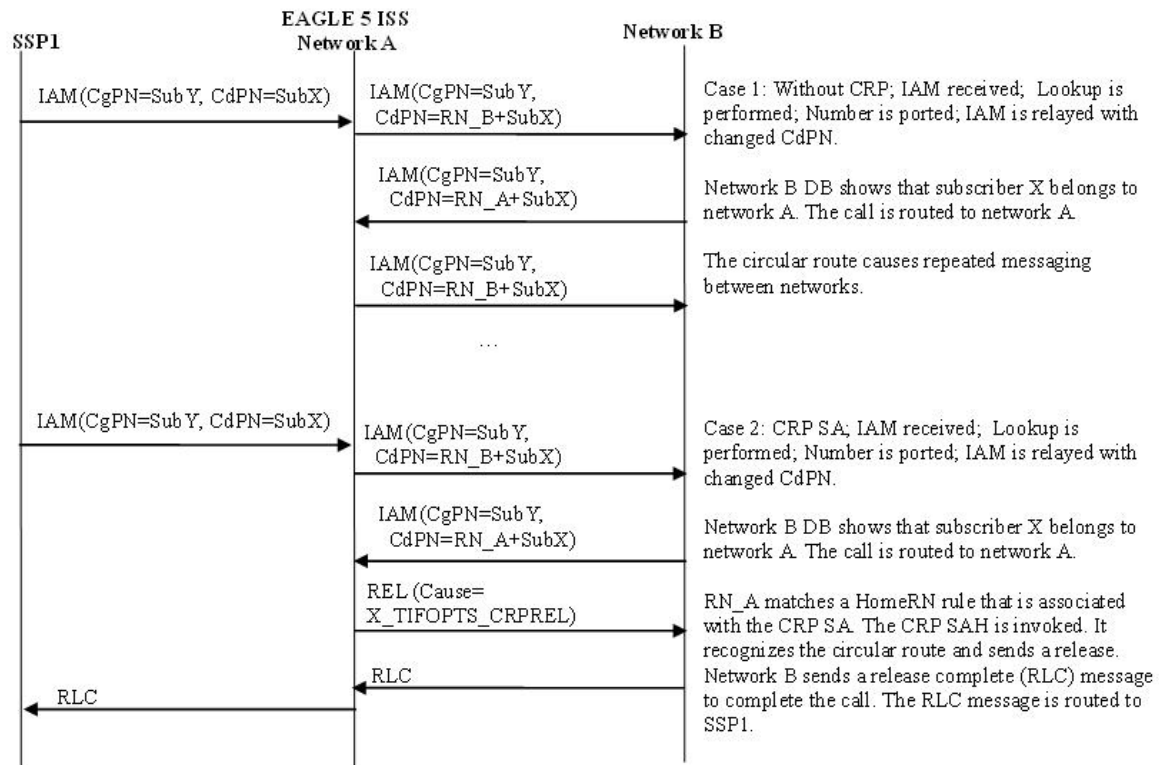 SSP1
EAGLE 5 ISS
Network A
Network B
IAM(CgPN=SubY, CdPN=SubX)
IAM(CgPN=SubY,
CdPN=RN_B+SubX)
Case 1: Without CRP; IAM received; Lookup is
performed; Number is ported; IAM is relayed with
changed CdPN.
IAM(CgPN=SubY,
CdPN=RN_A+SubX)
Network B DB shows that subscriber X belongs to
network A. The call is routed to network A.
IAM(CgPN=SubY,
CdPN=RN_B+SubX)
The circular route causes repeated messaging
between networks.
...
IAM(CgPN=SubY, CdPN=SubX)
IAM(CgPN=SubY,
CdPN=RN_B+SubX)
Case 2: CRP SA; IAM received; Lookup is
performed; Number is ported; IAM is relayed with
changed CdPN.
IAM(CgPN=SubY,
CdPN=RN_A+SubX)
Network B DB shows that subscriber X belongs to
network A. The call is routed to network A.
REL (Cause=
X_TIFOPTS_CRPREL)
RN_A matches a HomeRN rule that is associated
with the CRP SA. The CRP SAH is invoked. It
recognizes the circular route and sends a release.
RLC
RLC
Network B sends a release complete (RLC) message
to complete the call. The RLC message is routed to
SSP1.